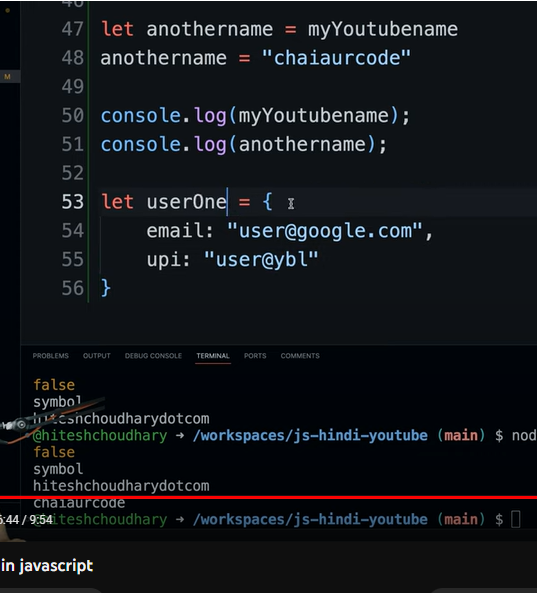 47 let anothername = myYoutubename
48 anothername = "chaiaurcode"
49
50 console.log(myYoutubename);
51 console.log(anothername);
52
53 let userOne = {
54 email: "user@google.com",
55 upi: "user@ybl"
56 }
M
PROBLEMS OUTPUT DEBUG CONSOLE TERMINAL PORTS COMMENTS
false
symbol
hiteshchoudharydotcom
@hiteshchoudhary → /workspaces/js-hindi-youtube (main) $ nod
false
symbol
hiteshchoudharydotcom
chaiaurcode
@hiteshchoudhary → /workspaces/js-hindi-youtube (main) $
6:44 / 9:54
in javascript